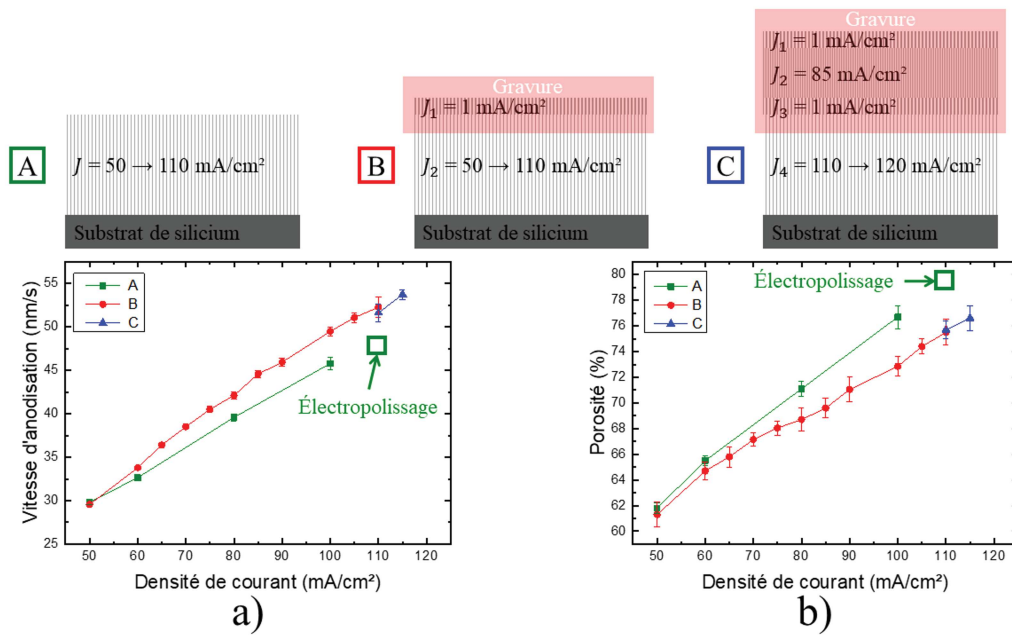 A
J = 50 → 110 mA/cm²
Substrat de silicium
B
Gravure
J₁ = 1 mA/cm²
J₂ = 50 → 110 mA/cm²
Substrat de silicium
C
Gravure
J₁ = 1 mA/cm²
J₂ = 85 mA/cm²
J₃ = 1 mA/cm²
J₄ = 110 → 120 mA/cm²
Substrat de silicium
Vitesse d'anodisation (nm/s)
55
50
45
40
35
30
25
A
B
C
Électropolissage
50 60 70 80 90 100 110 120
Densité de courant (mA/cm²)
a)
Porosité (%)
80
78
76
74
72
70
68
66
64
62
60
A
B
C
Électropolissage
50 60 70 80 90 100 110 120
Densité de courant (mA/cm²)
b)